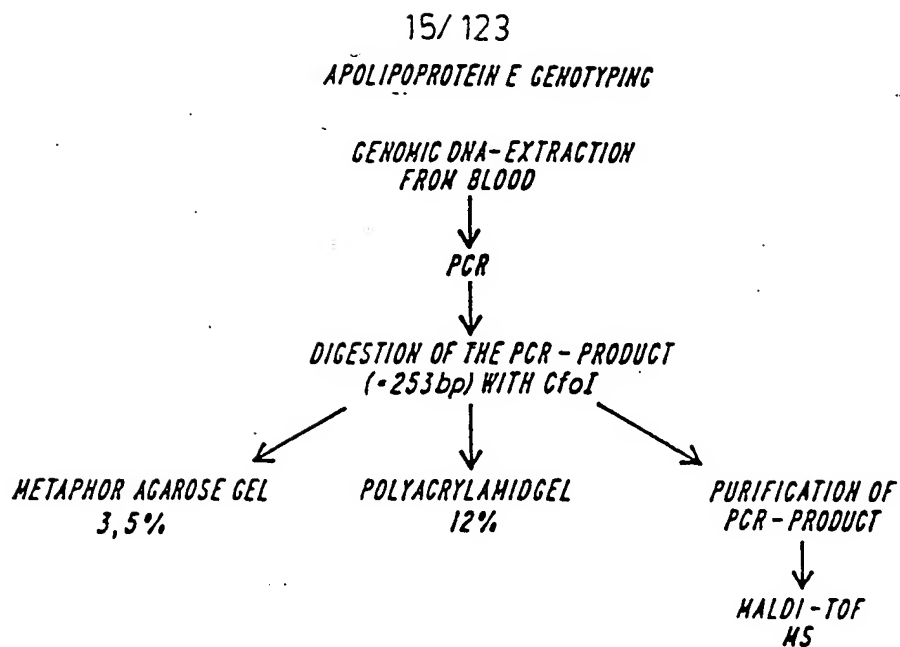 15/123
APOLIPOPROTEIN E GENOTYPING
GENOMIC DNA-EXTRACTION
FROM BLOOD
PCR
DIGESTION OF THE PCR-PRODUCT
(=253bp) WITH CfoI
METAPHOR AGAROSE GEL
3,5%
POLYACRYLAMIDGEL
12%
PURIFICATION OF
PCR-PRODUCT
MALDI-TOF
MS